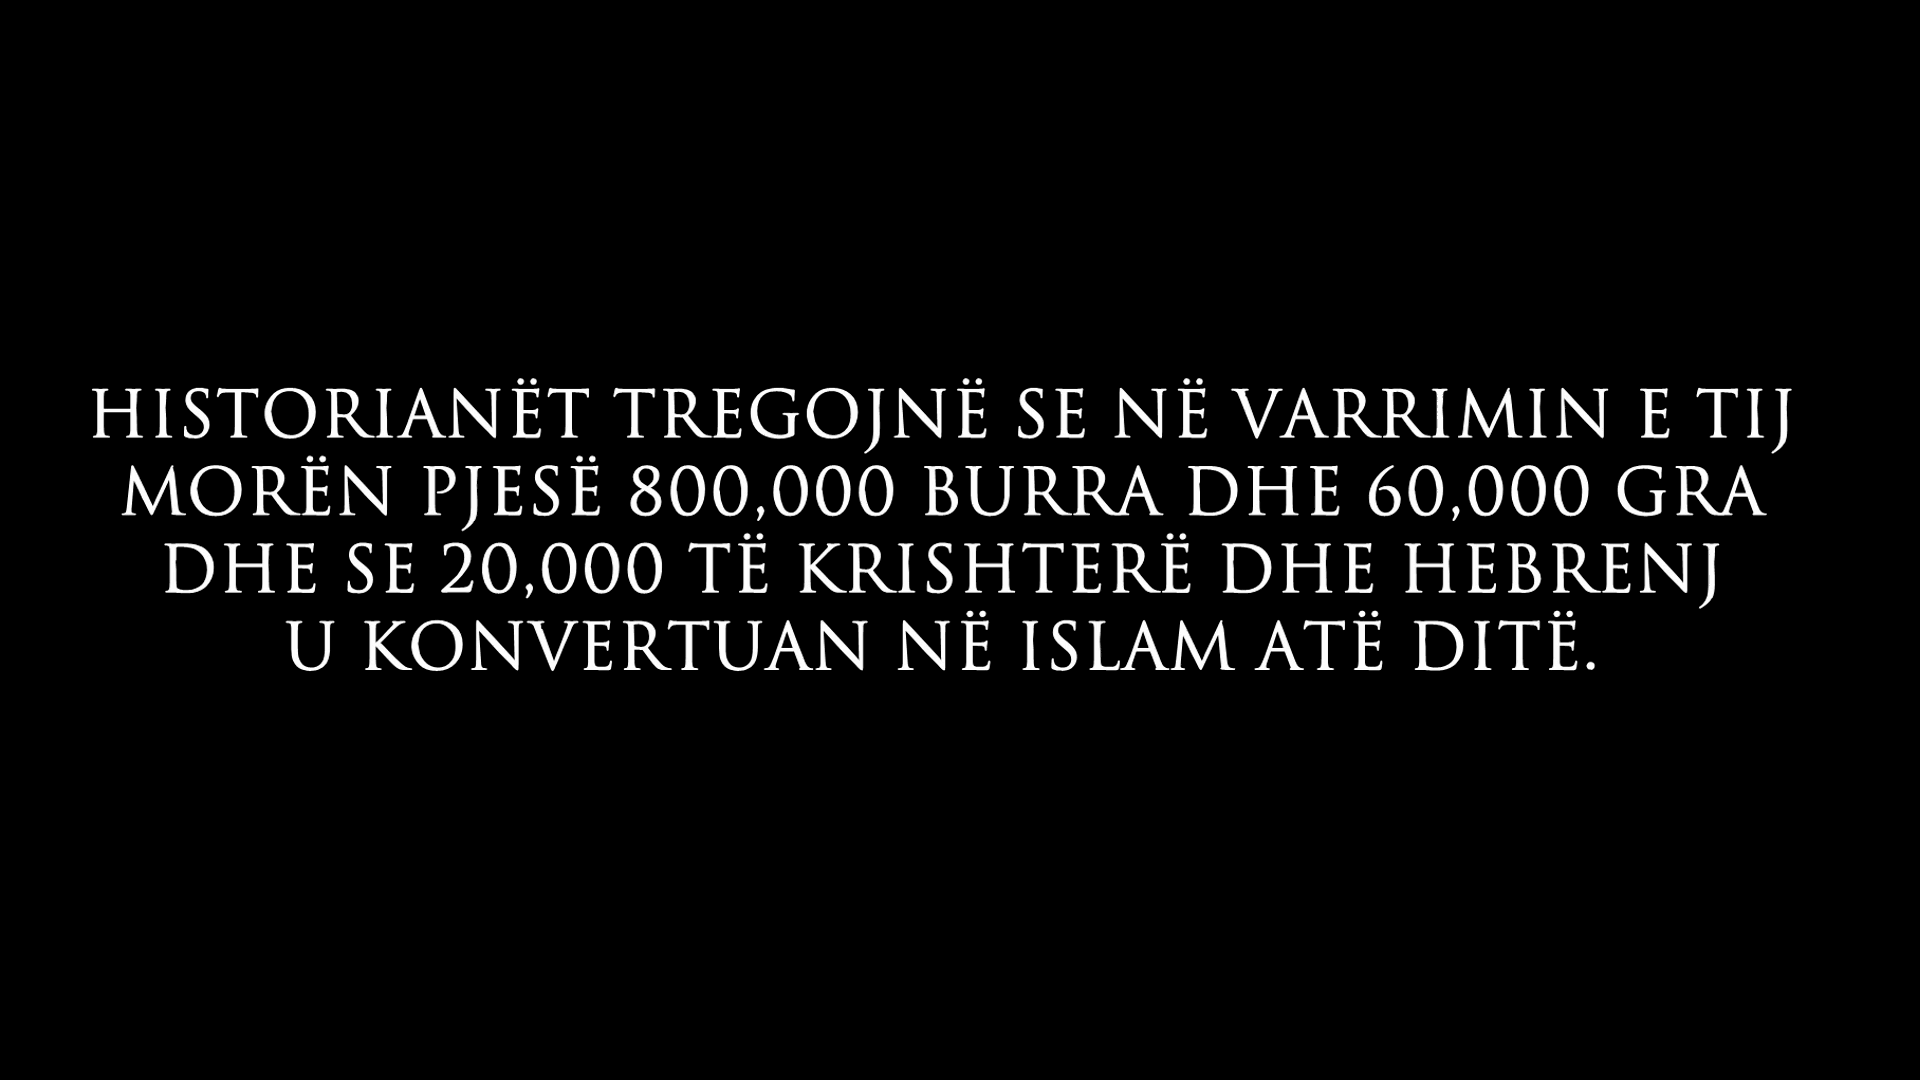 HISTORIANËT TREGOJNË SE NË VARRIMIN E TIJ
MORËN PJESË 800,000 BURRA DHE 60,000 GRA
DHE SE 20,000 TË KRISHTERË DHE HEBRENJ
U KONVERTUAN NË ISLAM ATË DITË.